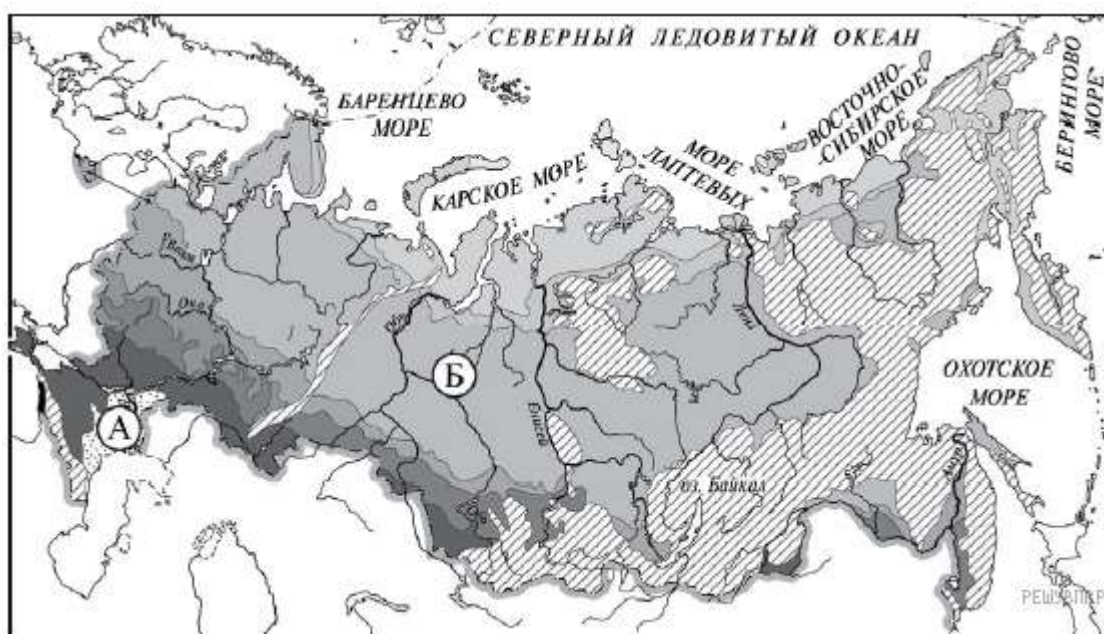 СЕВЕРНЫЙ ЛЕДОВИТЫЙ ОКЕАН
БАРЕНЦЕВО
МОРЕ
КАРСКОЕ МОРЕ
МОРЕ
ЛАПТЕВЫХ
ВОСТОЧНО-
СИБИРСКОЕ
МОРЕ
БЕРИНГОВО
МОРЕ
Ока
Обь
Б
Енисей
Лена
ОХОТСКОЕ
МОРЕ
А
оз. Байкал
Амур